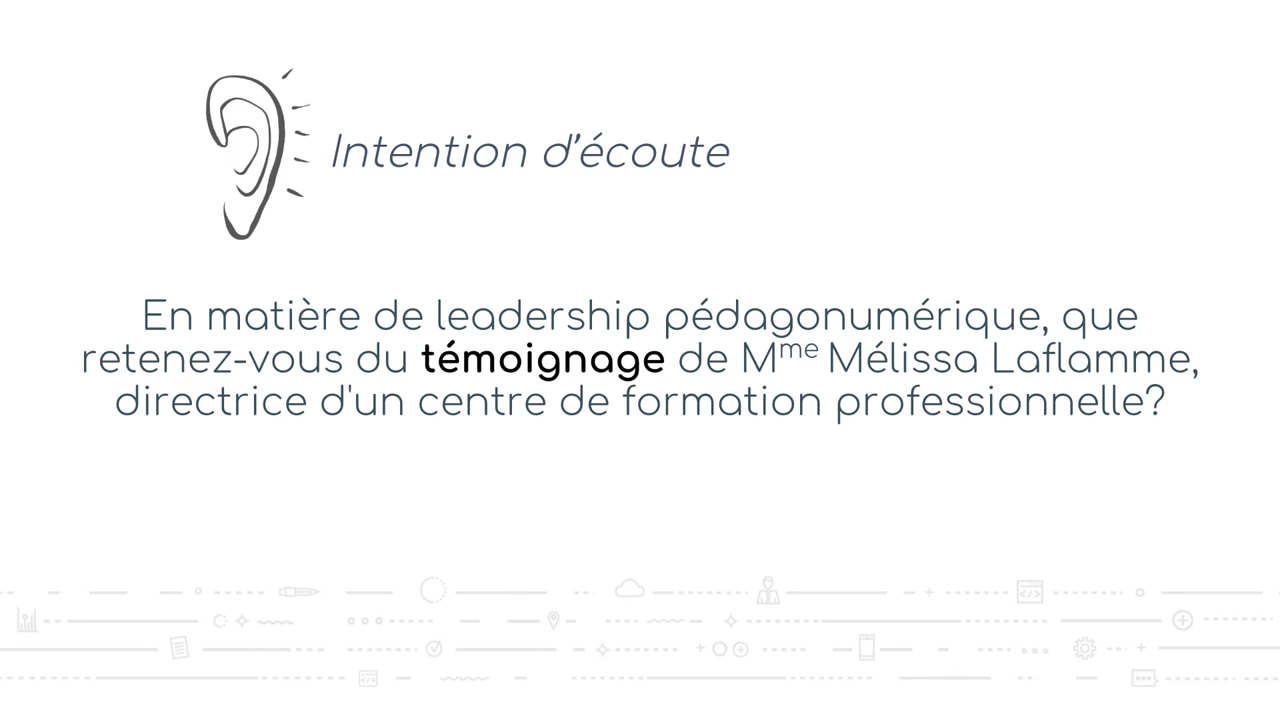 Intention d’écoute
En matière de leadership pédagonumérique, que
retenez-vous du témoignage de Mme Mélissa Laflamme,
directrice d'un centre de formation professionnelle?